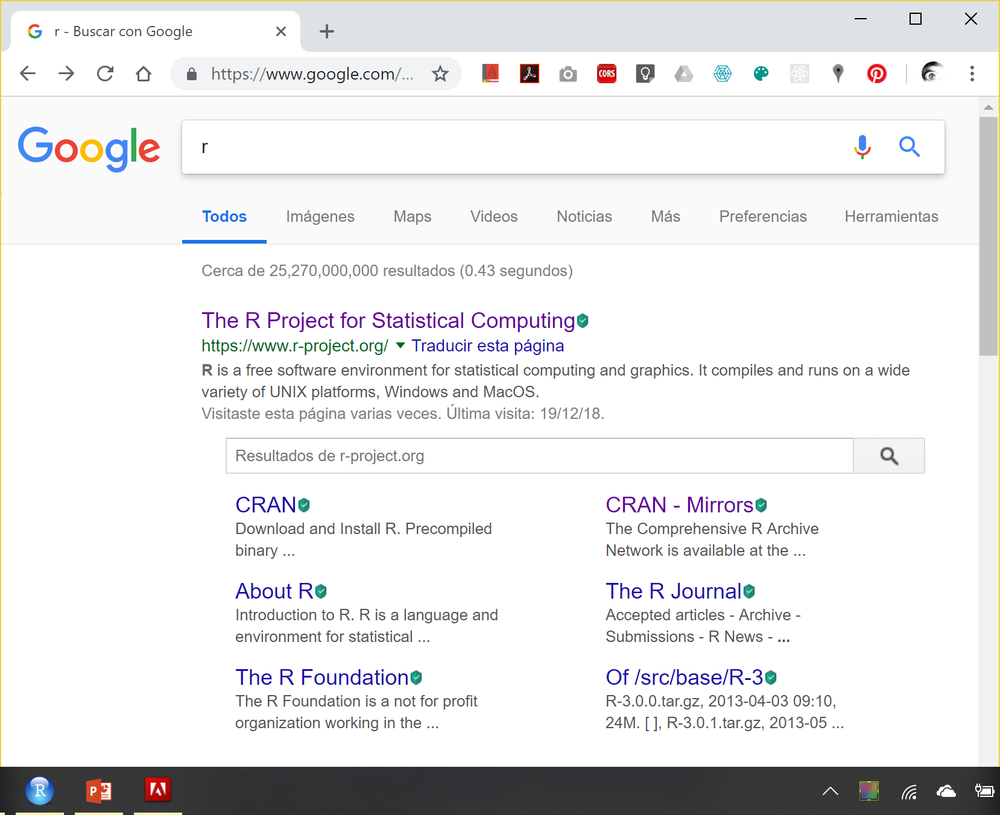 r - Buscar con Google
https://www.google.com/...
CORS
Google
r
Todos Imágenes Maps Videos Noticias Más Preferencias Herramientas
Cerca de 25,270,000,000 resultados (0.43 segundos)
The R Project for Statistical Computing
https://www.r-project.org/ Traducir esta página
R is a free software environment for statistical computing and graphics. It compiles and runs on a wide
variety of UNIX platforms, Windows and MacOS.
Visitaste esta página varias veces. Última visita: 19/12/18.
Resultados de r-project.org
CRAN
Download and Install R. Precompiled
binary ...
CRAN - Mirrors
The Comprehensive R Archive
Network is available at the ...
About R
Introduction to R. R is a language and
environment for statistical ...
The R Journal
Accepted articles - Archive -
Submissions - R News - ...
The R Foundation
The R Foundation is a not for profit
organization working in the ...
Of /src/base/R-3
R-3.0.0.tar.gz, 2013-04-03 09:10,
24M. [ ], R-3.0.1.tar.gz, 2013-05 ...
R
P